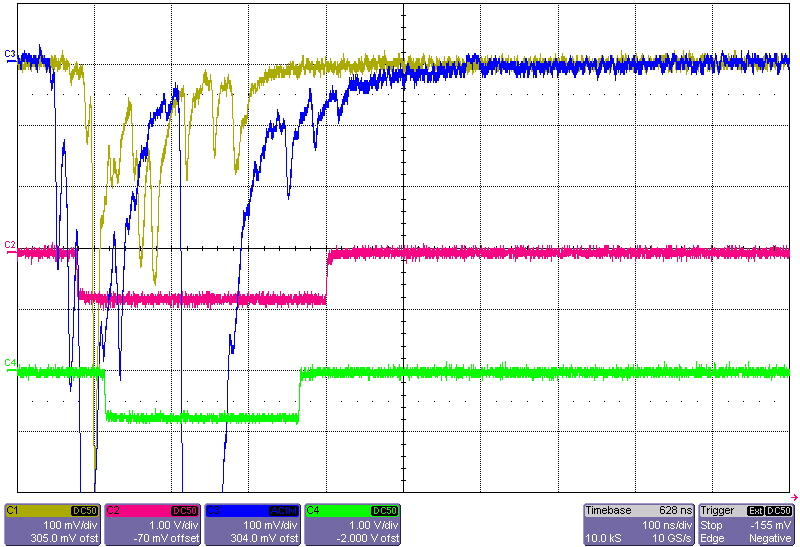 C3
C2
C4
C1 DC50
100 mV/div
305.0 mV ofst
C2 DC50
1.00 V/div
-70 mV offset
C3 AC1M
100 mV/div
304.0 mV ofst
C4 DC50
1.00 V/div
-2.000 V ofst
Timebase 628 ns
100 ns/div
10.0 kS 10 GS/s
Trigger Ext DC50
Stop -155 mV
Edge Negative